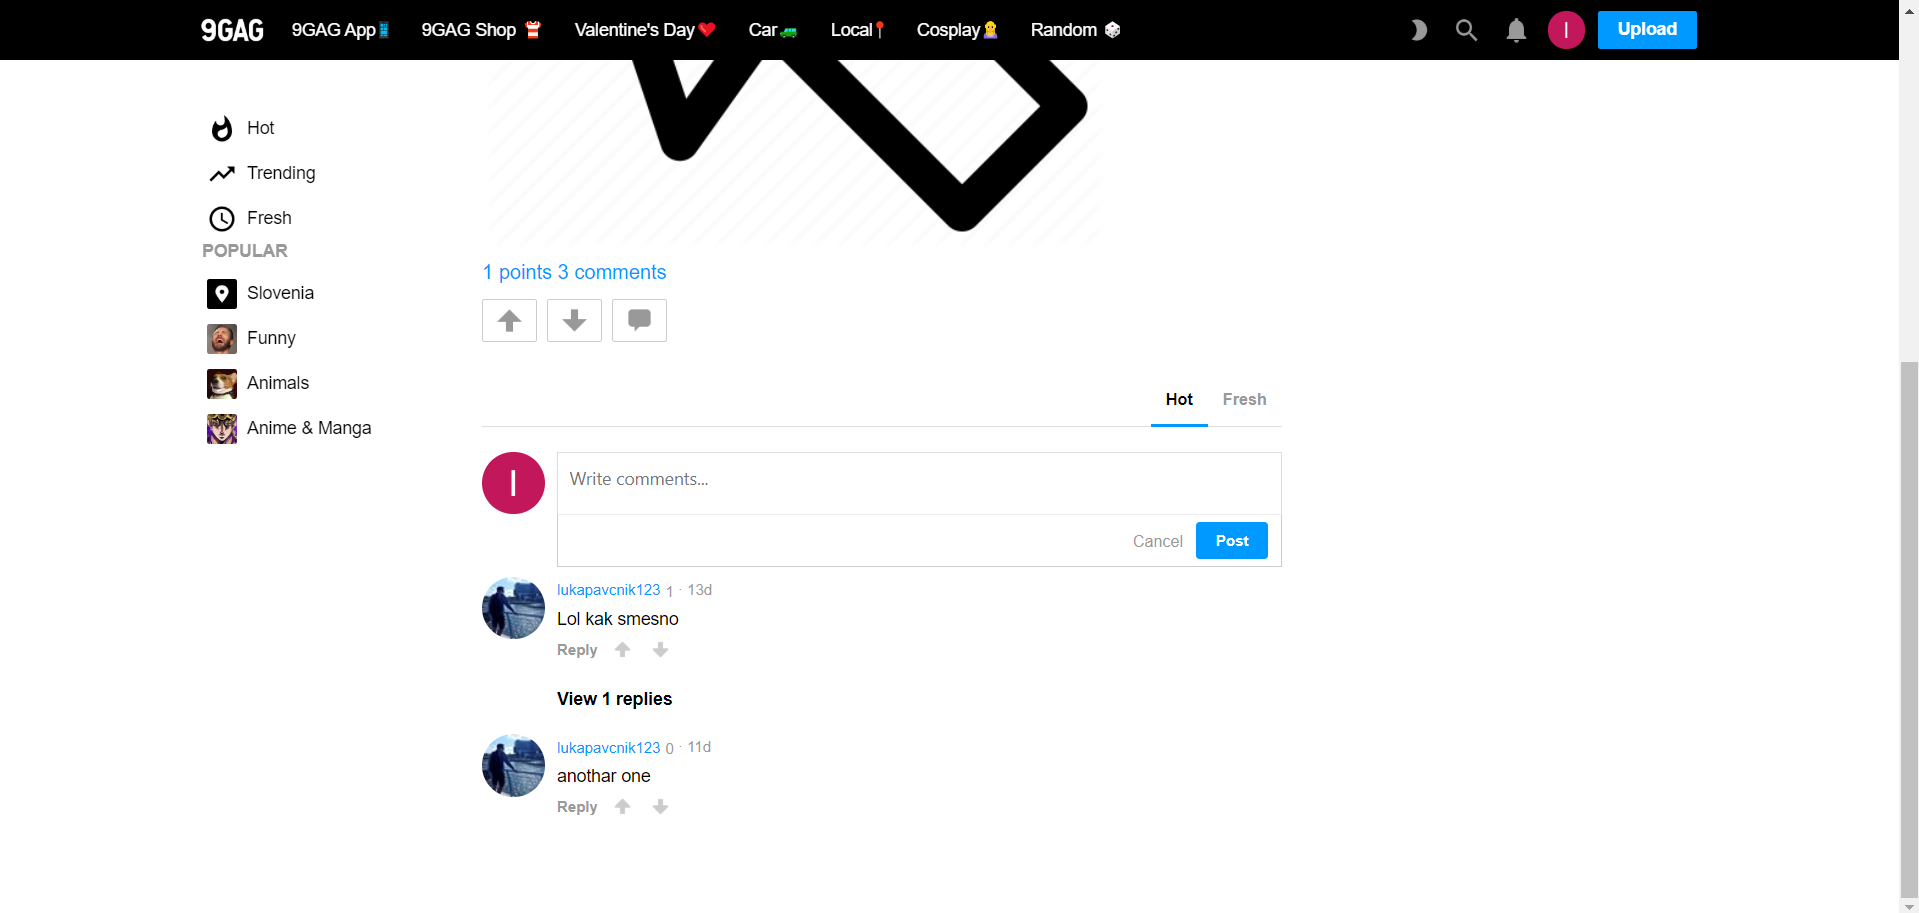 9GAG 9GAG App 9GAG Shop Valentine's Day Car Local Cosplay Random I Upload
Hot
Trending
Fresh
POPULAR
Slovenia
Funny
Animals
Anime & Manga
1 points 3 comments
Hot Fresh
I
Write comments...
Cancel Post
lukapavcnik123 1 · 13d
Lol kak smesno
Reply
View 1 replies
lukapavcnik123 0 · 11d
anothar one
Reply